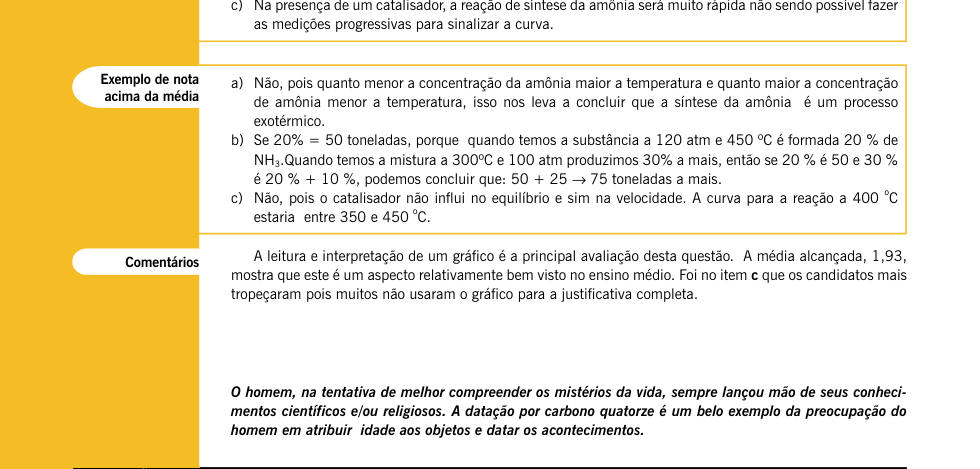 c) Na presença de um catalisador, a reação de síntese da amônia será muito rápida não sendo possível fazer
as medições progressivas para sinalizar a curva.
Exemplo de nota
acima da média
a) Não, pois quanto menor a concentração da amônia maior a temperatura e quanto maior a concentração
de amônia menor a temperatura, isso nos leva a concluir que a síntese da amônia é um processo
exotérmico.
b) Se 20% = 50 toneladas, porque quando temos a substância a 120 atm e 450 ºC é formada 20 % de
NH₃.Quando temos a mistura a 300ºC e 100 atm produzimos 30% a mais, então se 20 % é 50 e 30 %
é 20 % + 10 %, podemos concluir que: 50 + 25 → 75 toneladas a mais.
c) Não, pois o catalisador não influi no equilíbrio e sim na velocidade. A curva para a reação a 400 ºC
estaria entre 350 e 450 ºC.
Comentários
A leitura e interpretação de um gráfico é a principal avaliação desta questão. A média alcançada, 1,93,
mostra que este é um aspecto relativamente bem visto no ensino médio. Foi no item c que os candidatos mais
tropeçaram pois muitos não usaram o gráfico para a justificativa completa.
O homem, na tentativa de melhor compreender os mistérios da vida, sempre lançou mão de seus conheci-
mentos científicos e/ou religiosos. A datação por carbono quatorze é um belo exemplo da preocupação do
homem em atribuir idade aos objetos e datar os acontecimentos.